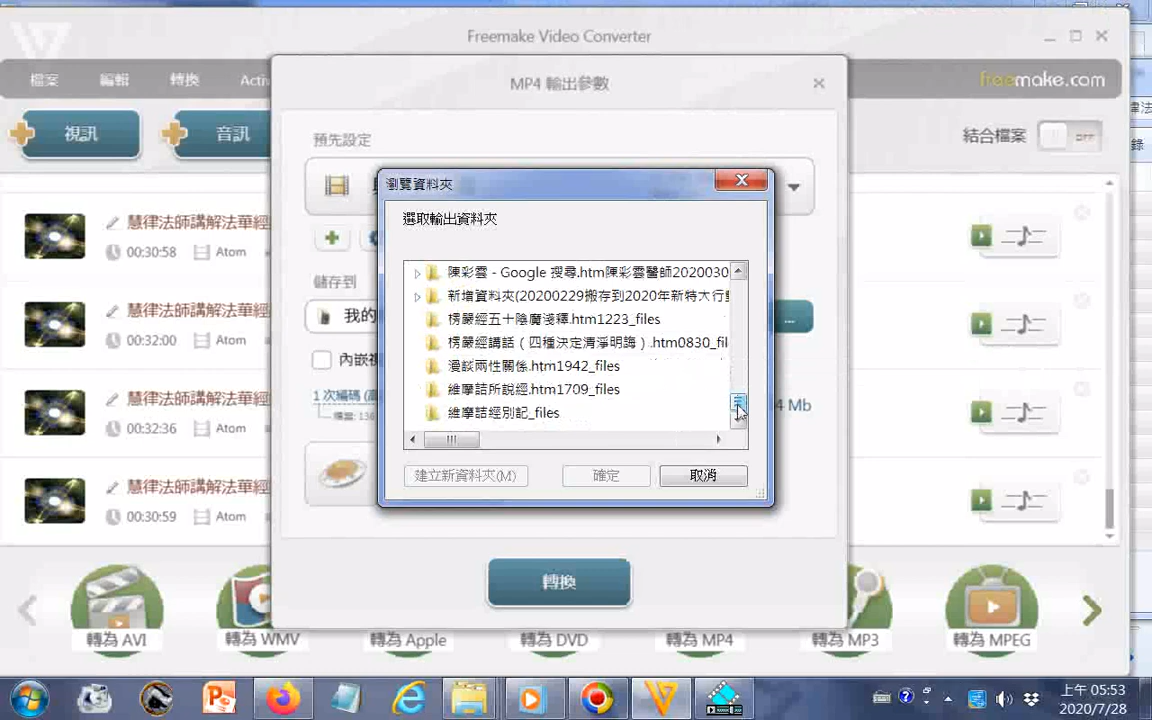 Freemake Video Converter
檔案 編輯 轉換
MP4 輸出參數
freemake.com
視訊 音訊
預先設定
結合檔案 OFF
瀏覽資料夾
選取輸出資料夾
慧律法師講解法華經
00:30:58 Atom
儲存到
陳彩雲 - Google 搜尋.htm陳彩雲醫師2020030
新增資料夾(20200229搬存到2020年新特大行動
楞嚴經五十陰魔淺釋.htm1223_files
楞嚴經講話（四種決定清淨明誨）.htm0830_fil
漫談兩性關係.htm1942_files
維摩詰所說經.htm1709_files
維摩詰經別記_files
慧律法師講解法華經
00:32:00 Atom
我的
...
內嵌
1 次編碼
4 Mb
慧律法師講解法華經
00:32:36 Atom
建立新資料夾(M) 確定 取消
慧律法師講解法華經
00:30:59 Atom
轉換
轉為 AVI 轉為 WMV 轉為 Apple 轉為 DVD 轉為 MP4 轉為 MP3 轉為 MPEG
上午 05:53
2020/7/28